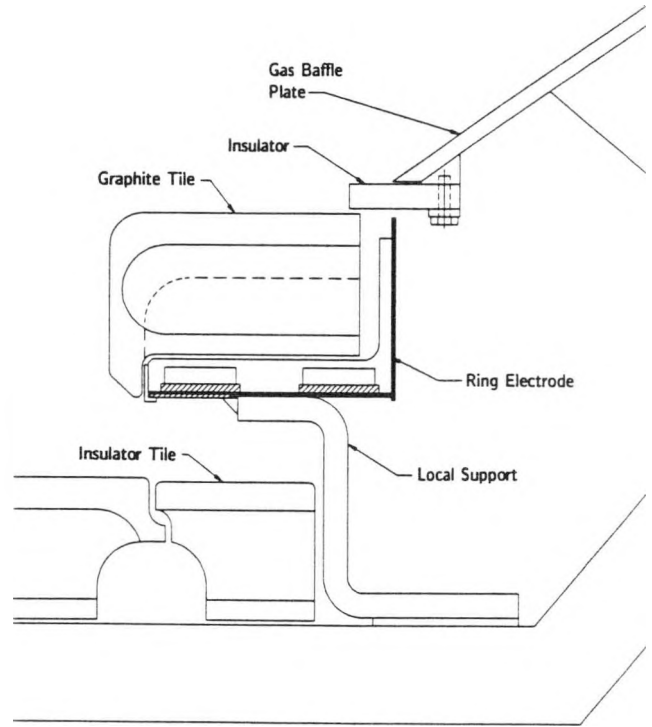 Gas Baffle
Plate
Insulator
Graphite Tile
Ring Electrode
Insulator Tile
Local Support